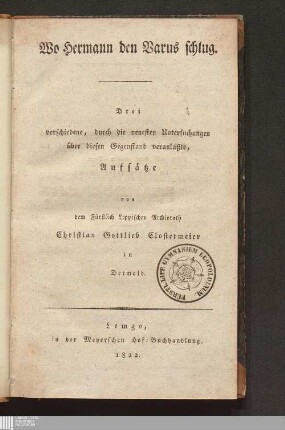 Wo Hermann den Varus schlug.
Drei
verschiedene, durch die neuesten Untersuchungen
über diesen Gegenstand veranlaßte,
Aufsätze
von
dem Fürstlich Lippischen Archivrath
Christian Gottlieb Clostermeier
in
Detmold.
Lemgo,
in der Meyerschen Hof-Buchhandlung.
1822.